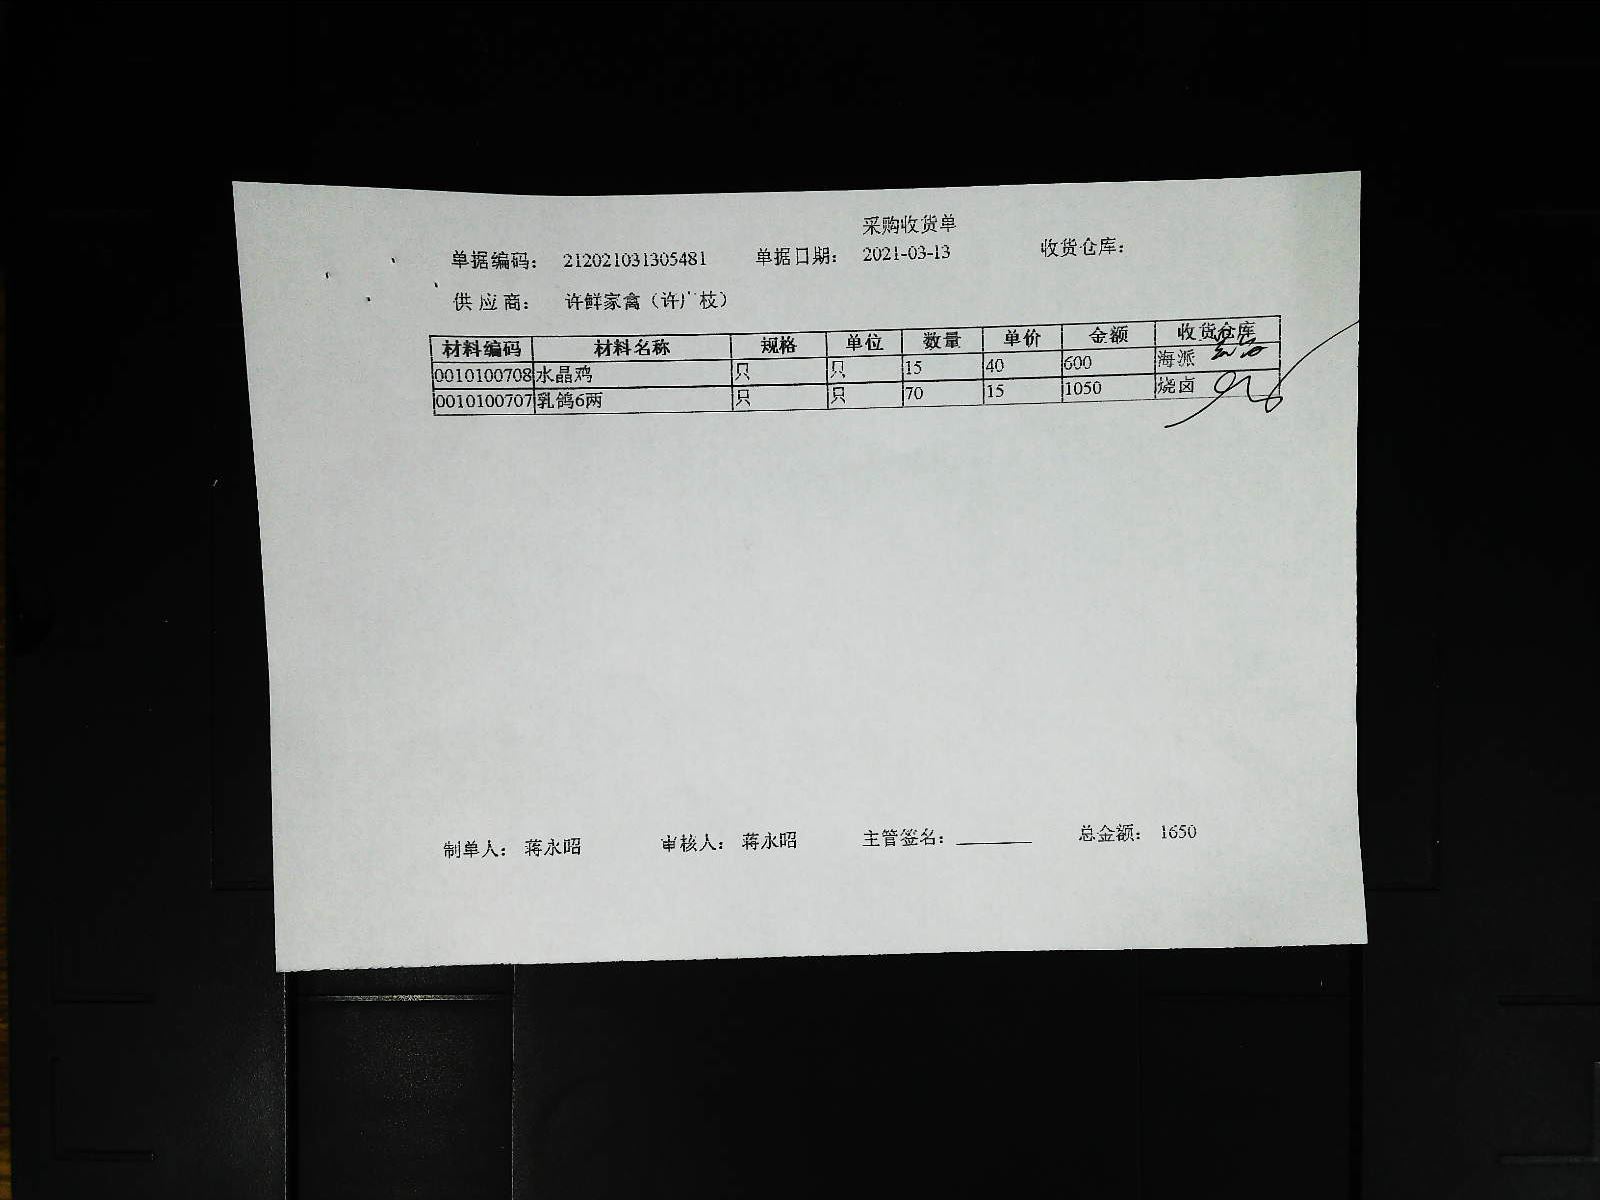 采购收货单
单据编码： 212021031305481 单据日期： 2021-03-13 收货仓库：
供应商： 许鲜家禽（许广枝）
材料编码 材料名称 规格 单位 数量 单价 金额 收货仓库
0010100708 水晶鸡 只 只 15 40 600 海派
0010100707 乳鸽6两 只 只 70 15 1050 烧卤
制单人： 蒋永昭 审核人： 蒋永昭 主管签名： 总金额： 1650